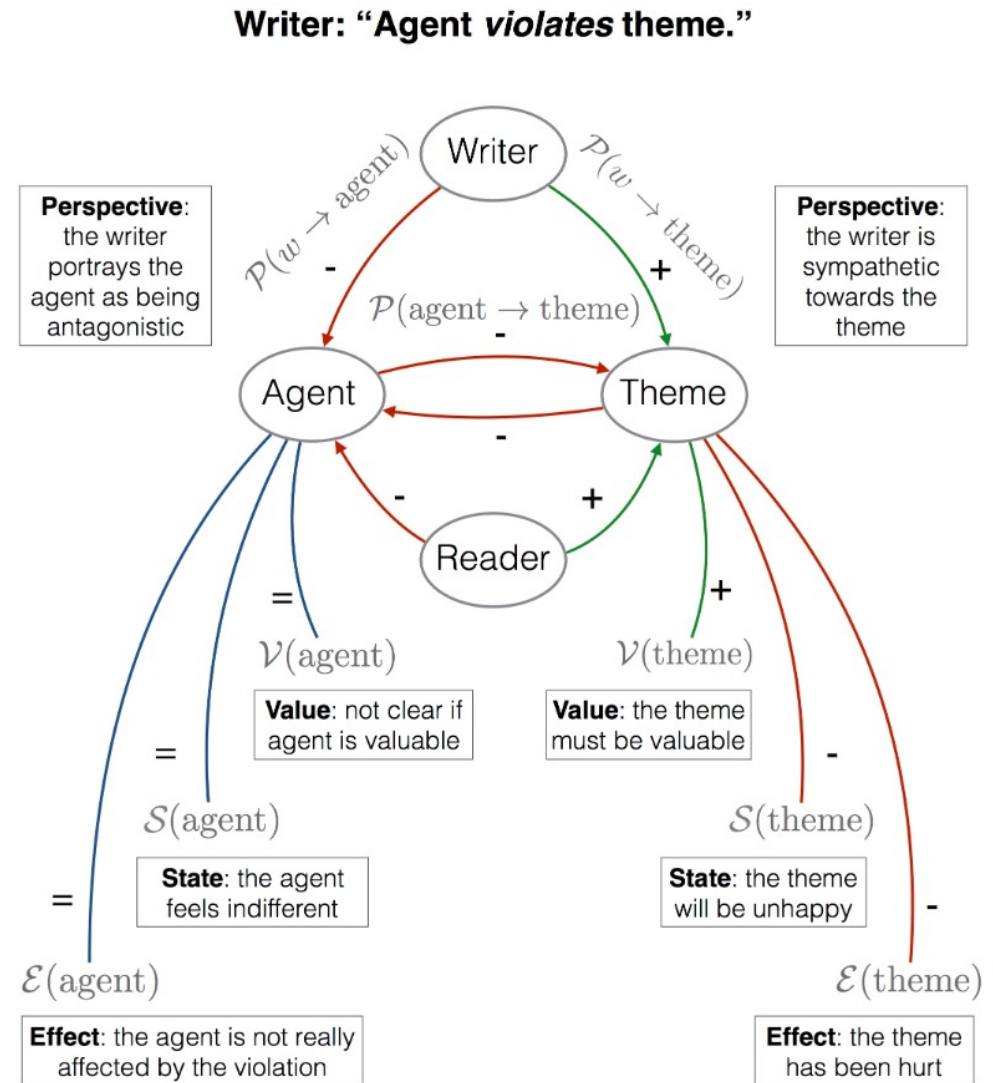 Writer: “Agent violates theme.”
Writer
𝒫(w → agent)
𝒫(w → theme)
Perspective:
the writer
portrays the
agent as being
antagonistic
Perspective:
the writer is
sympathetic
towards the
theme
-
+
𝒫(agent → theme)
-
Agent
Theme
-
-
+
Reader
=
𝒱(agent)
Value: not clear if
agent is valuable
+
𝒱(theme)
Value: the theme
must be valuable
=
𝒮(agent)
State: the agent
feels indifferent
-
𝒮(theme)
State: the theme
will be unhappy
=
ℰ(agent)
Effect: the agent is not really
affected by the violation
-
ℰ(theme)
Effect: the theme
has been hurt